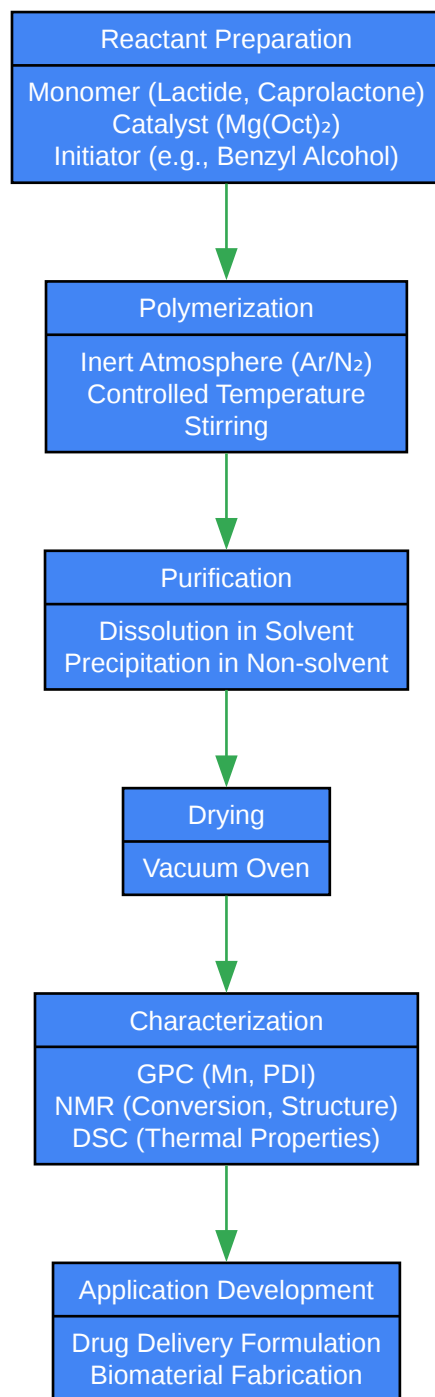 Reactant Preparation
Monomer (Lactide, Caprolactone)
Catalyst (Mg(Oct)₂)
Initiator (e.g., Benzyl Alcohol)
Polymerization
Inert Atmosphere (Ar/N₂)
Controlled Temperature
Stirring
Purification
Dissolution in Solvent
Precipitation in Non-solvent
Drying
Vacuum Oven
Characterization
GPC (Mn, PDI)
NMR (Conversion, Structure)
DSC (Thermal Properties)
Application Development
Drug Delivery Formulation
Biomaterial Fabrication